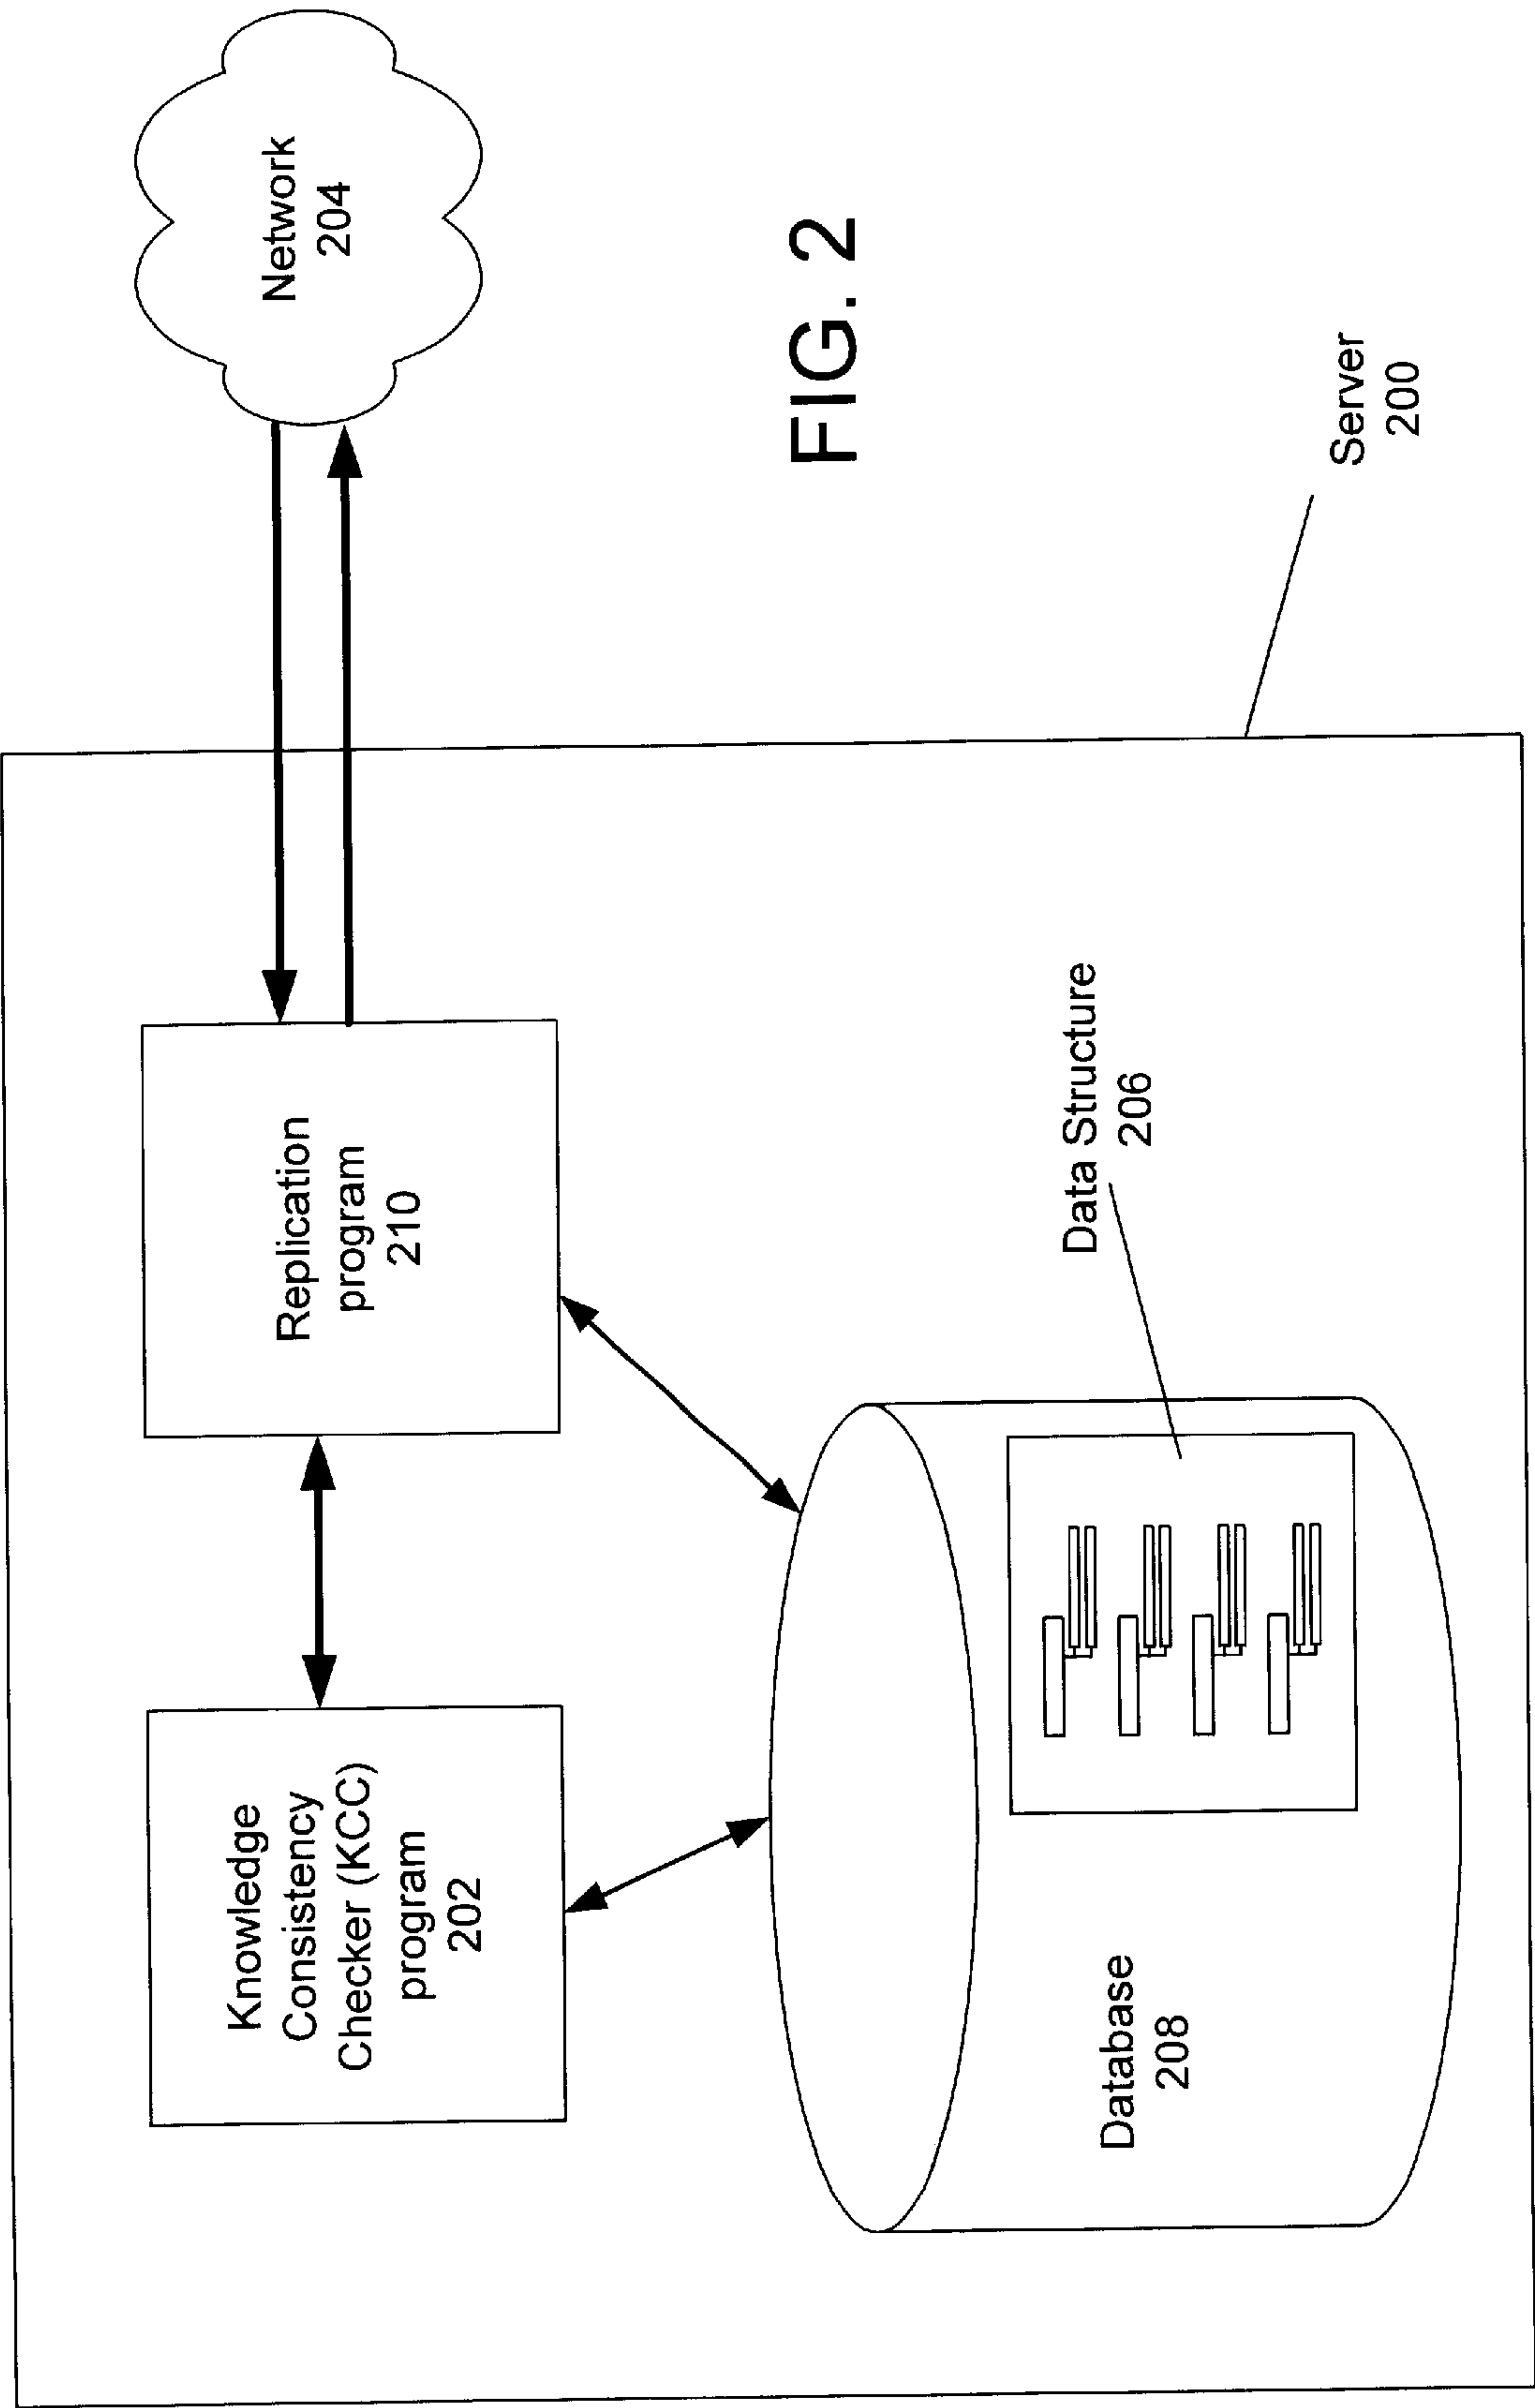 Network
204
Replication
program
210
Knowledge
Consistency
Checker (KCC)
program
202
Data Structure
206
Database
208
Server
200
FIG. 2